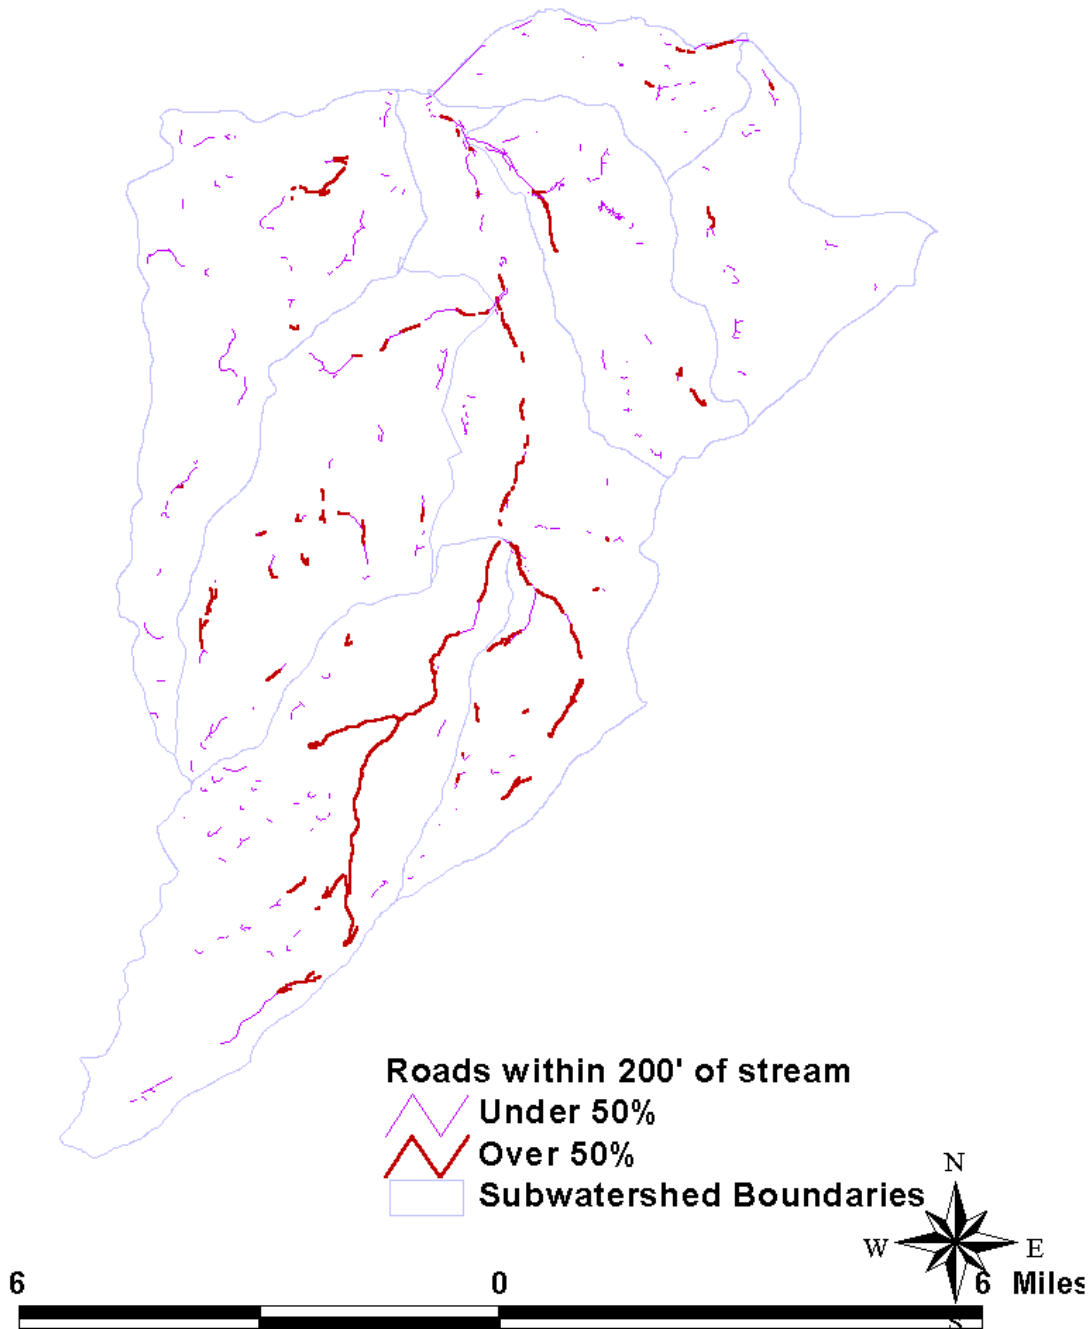 Roads within 200' of stream
Under 50%
Over 50%
Subwatershed Boundaries
N
W E
S
6 0 6 Miles